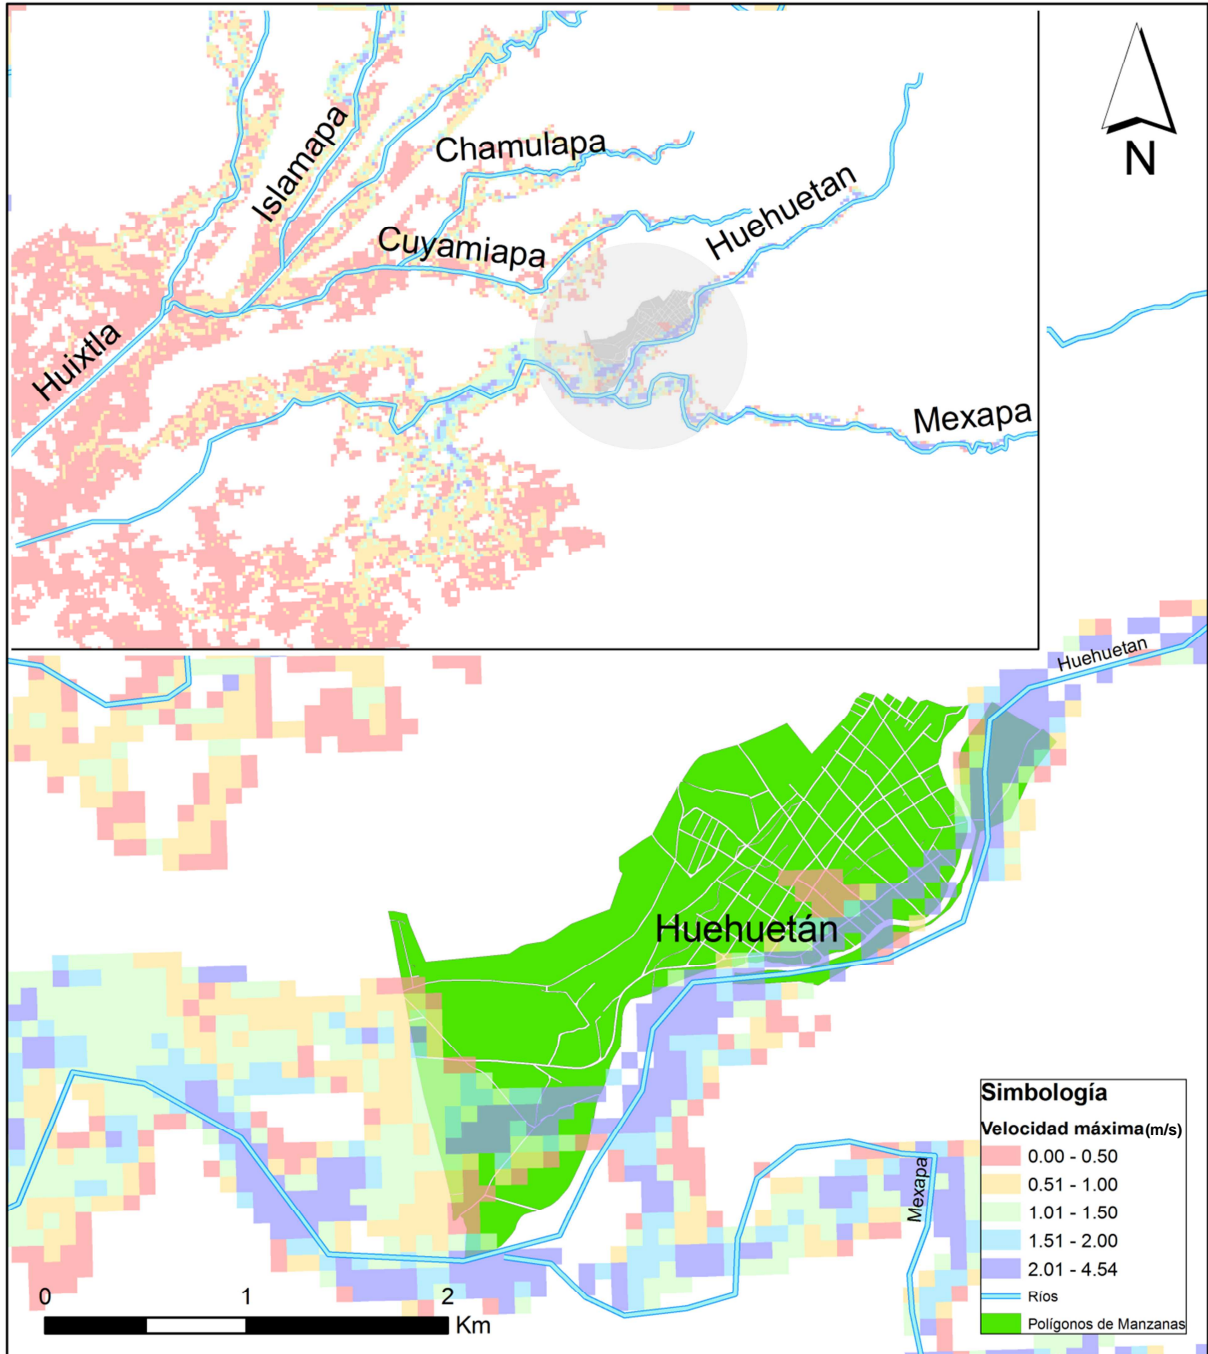 N
Chamulapa
Islamapa
Huehuetan
Cuyamiapa
Huixtla
Mexapa
Huehuetan
Huehuetán
Mexapa
Simbología
Velocidad máxima(m/s)
0.00 - 0.50
0.51 - 1.00
1.01 - 1.50
1.51 - 2.00
2.01 - 4.54
Ríos
Polígonos de Manzanas
0 1 2
Km